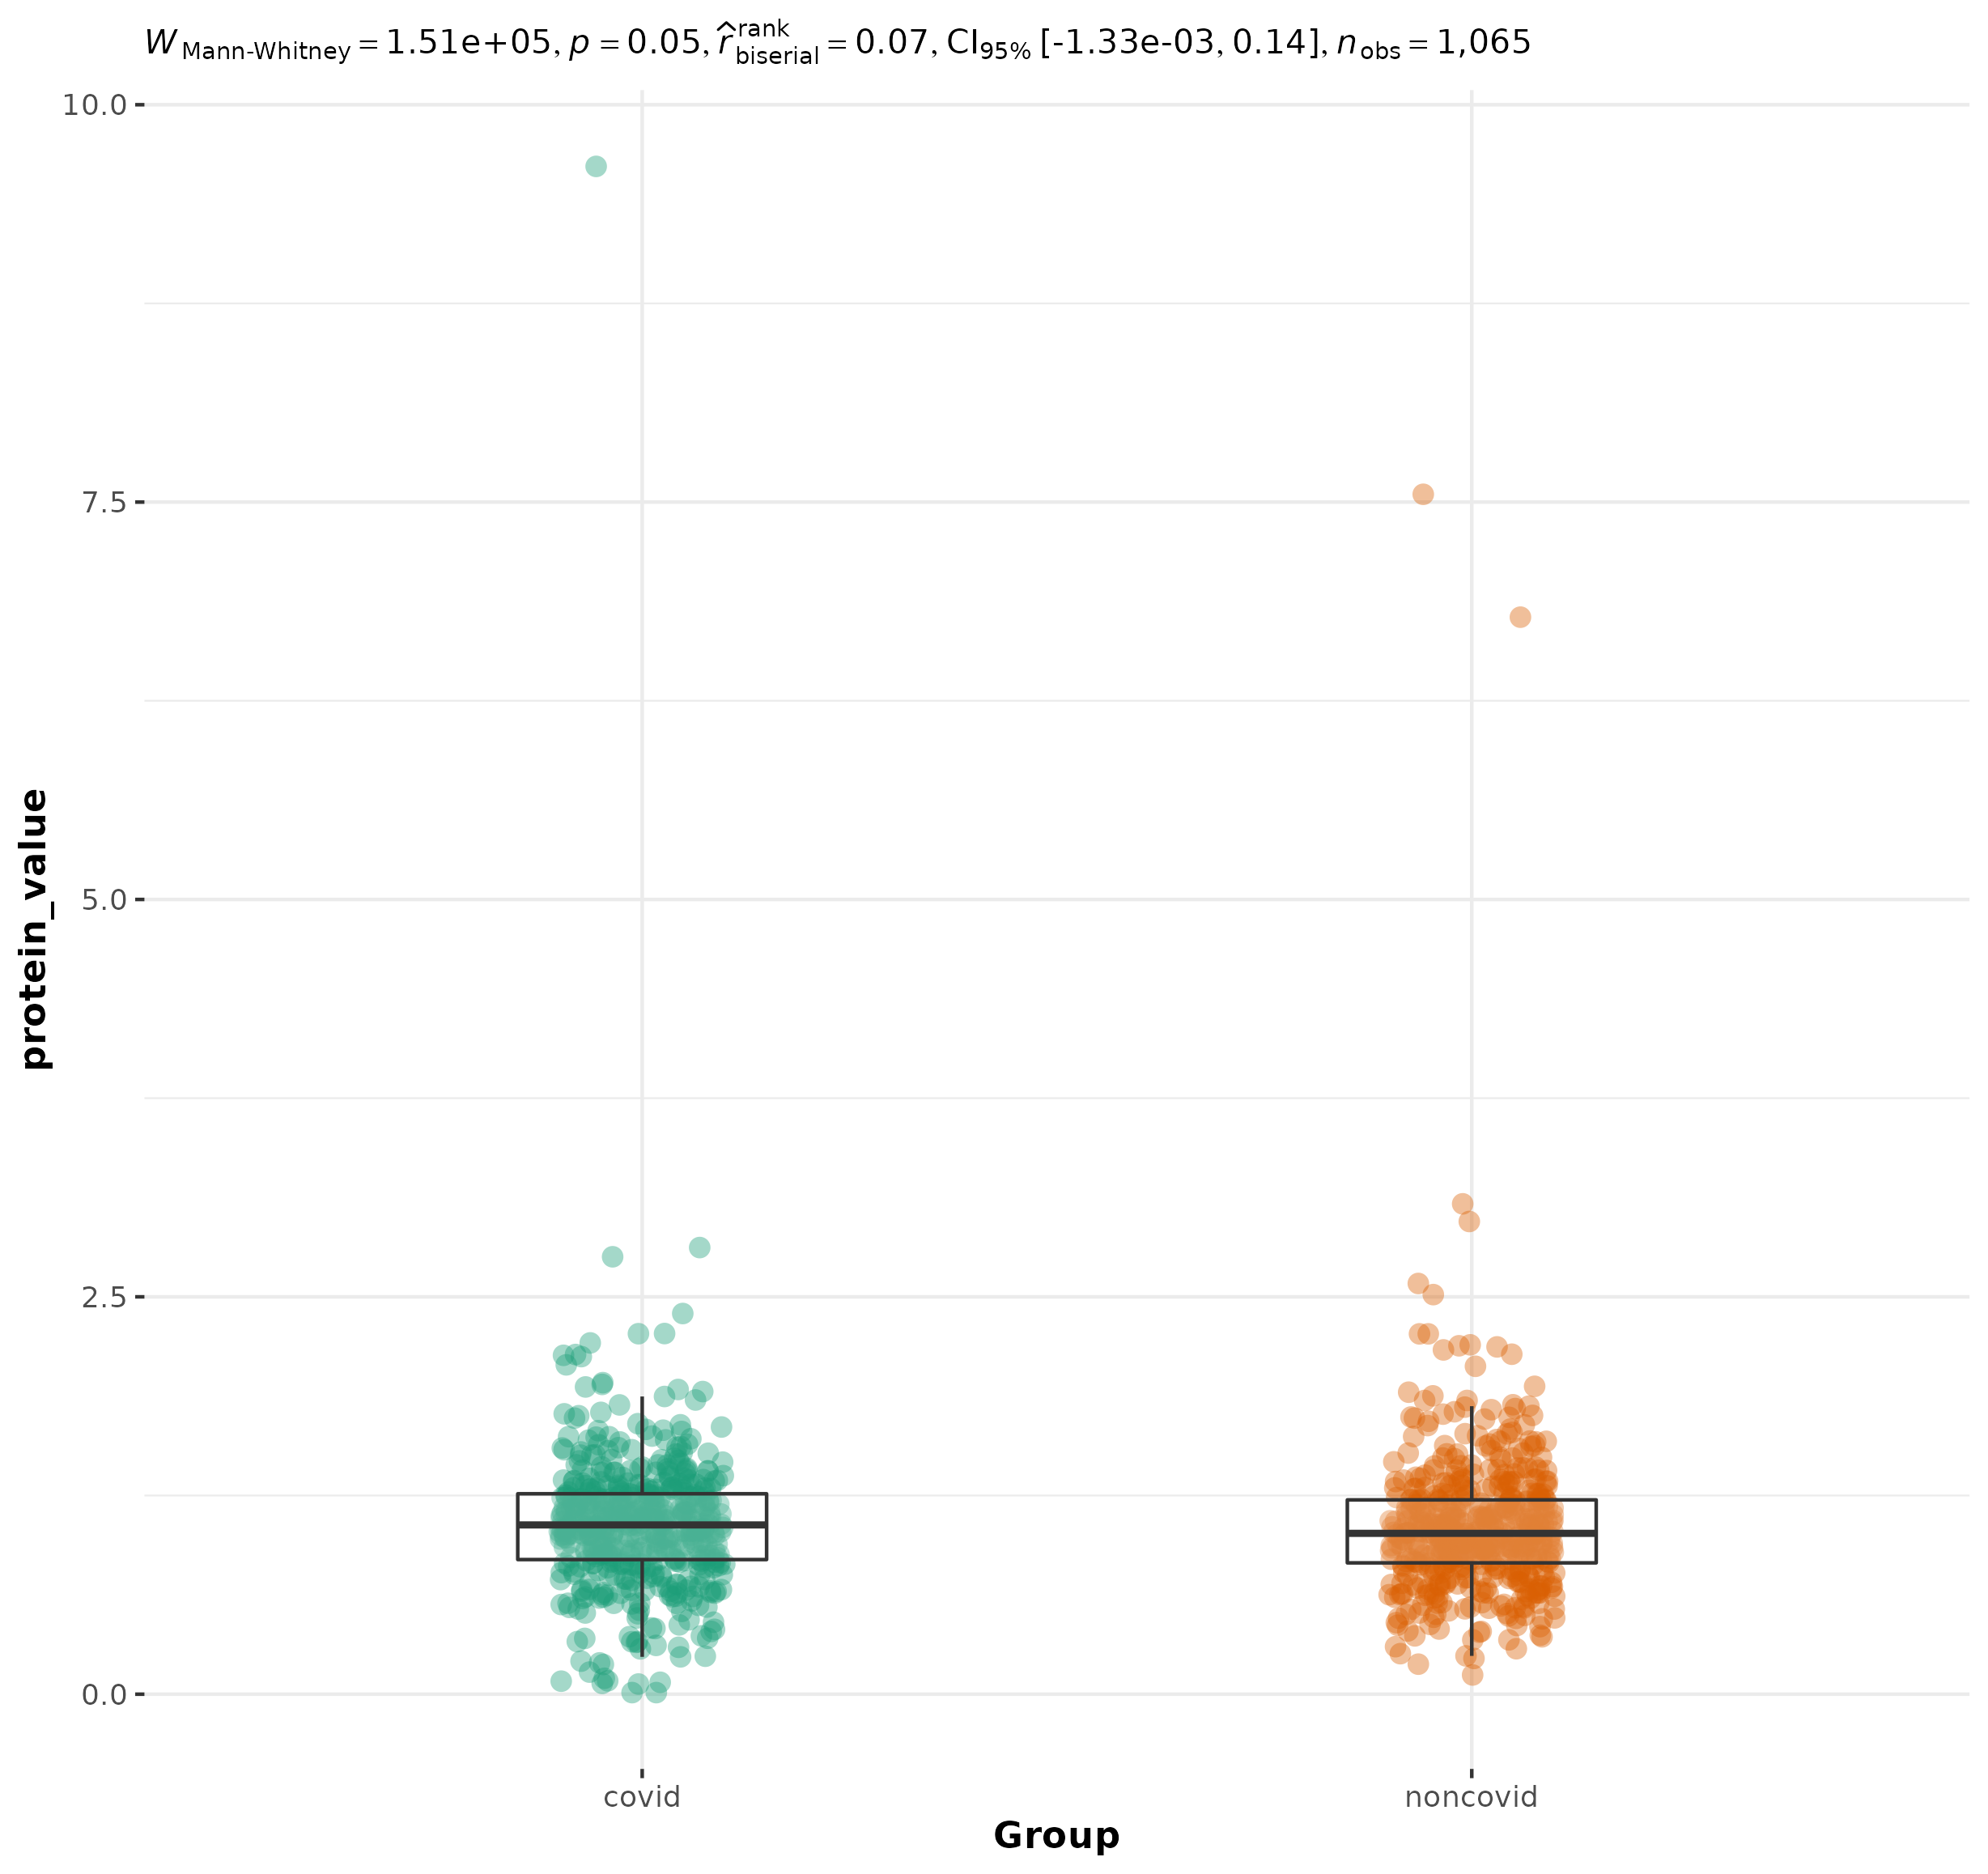 W Mann-Whitney = 1.51e+05, p = 0.05, r̂ rank biserial = 0.07, CI95% [-1.33e-03, 0.14], nobs = 1,065
10.0
7.5
5.0
2.5
0.0
protein_value
covid noncovid
Group